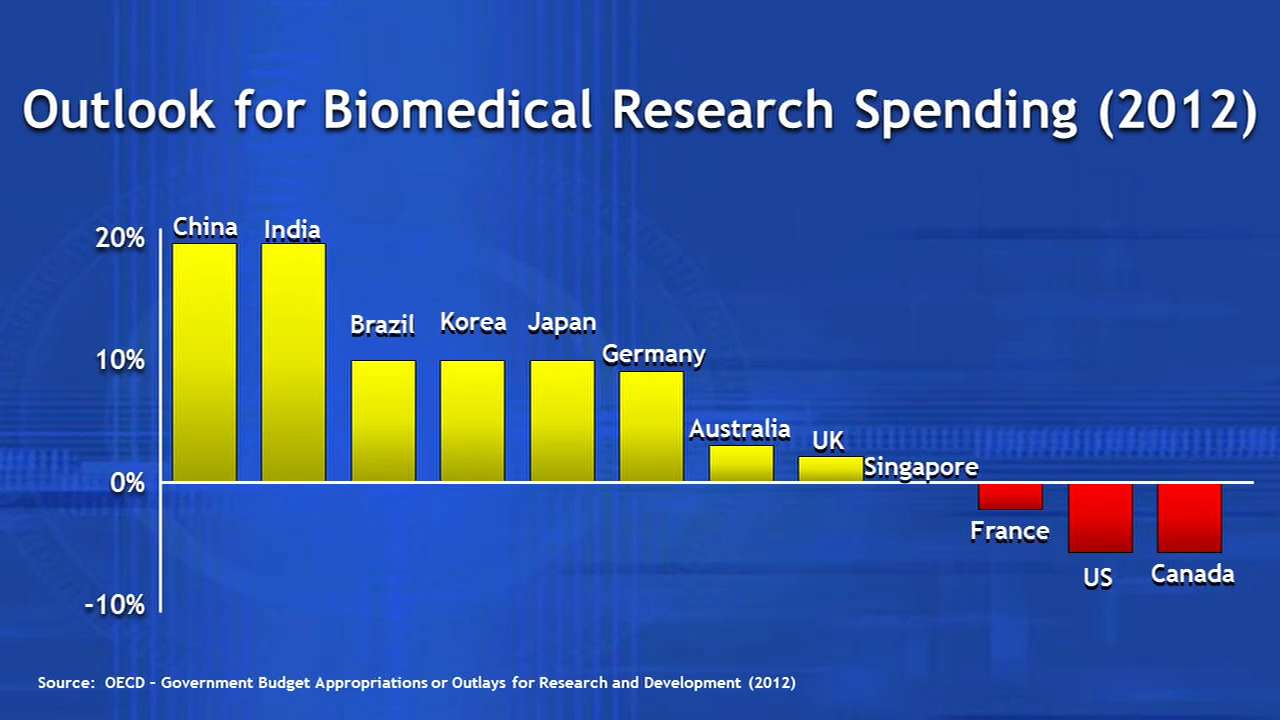 Outlook for Biomedical Research Spending (2012)
20%
10%
0%
-10%
China
India
Brazil
Korea
Japan
Germany
Australia
UK
Singapore
France
US
Canada
Source: OECD – Government Budget Appropriations or Outlays for Research and Development (2012)